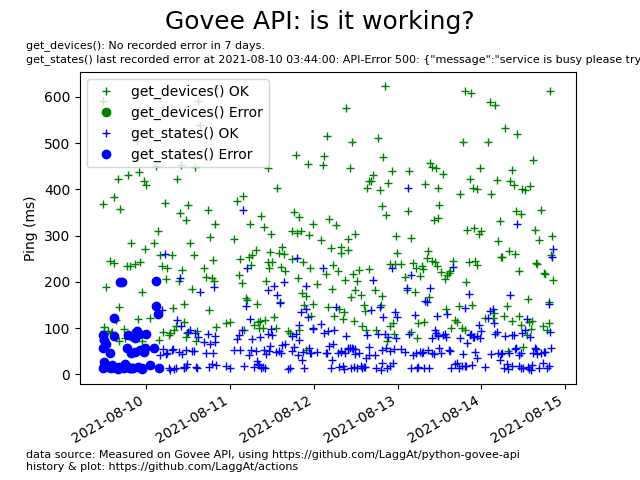 Govee API: is it working?
get_devices(): No recorded error in 7 days.
get_states() last recorded error at 2021-08-10 03:44:00: API-Error 500: {"message":"service is busy please try
get_devices() OK
get_devices() Error
get_states() OK
get_states() Error
Ping (ms)
600
500
400
300
200
100
0
2021-08-10
2021-08-11
2021-08-12
2021-08-13
2021-08-14
2021-08-15
data source: Measured on Govee API, using https://github.com/LaggAt/python-govee-api
history & plot: https://github.com/LaggAt/actions